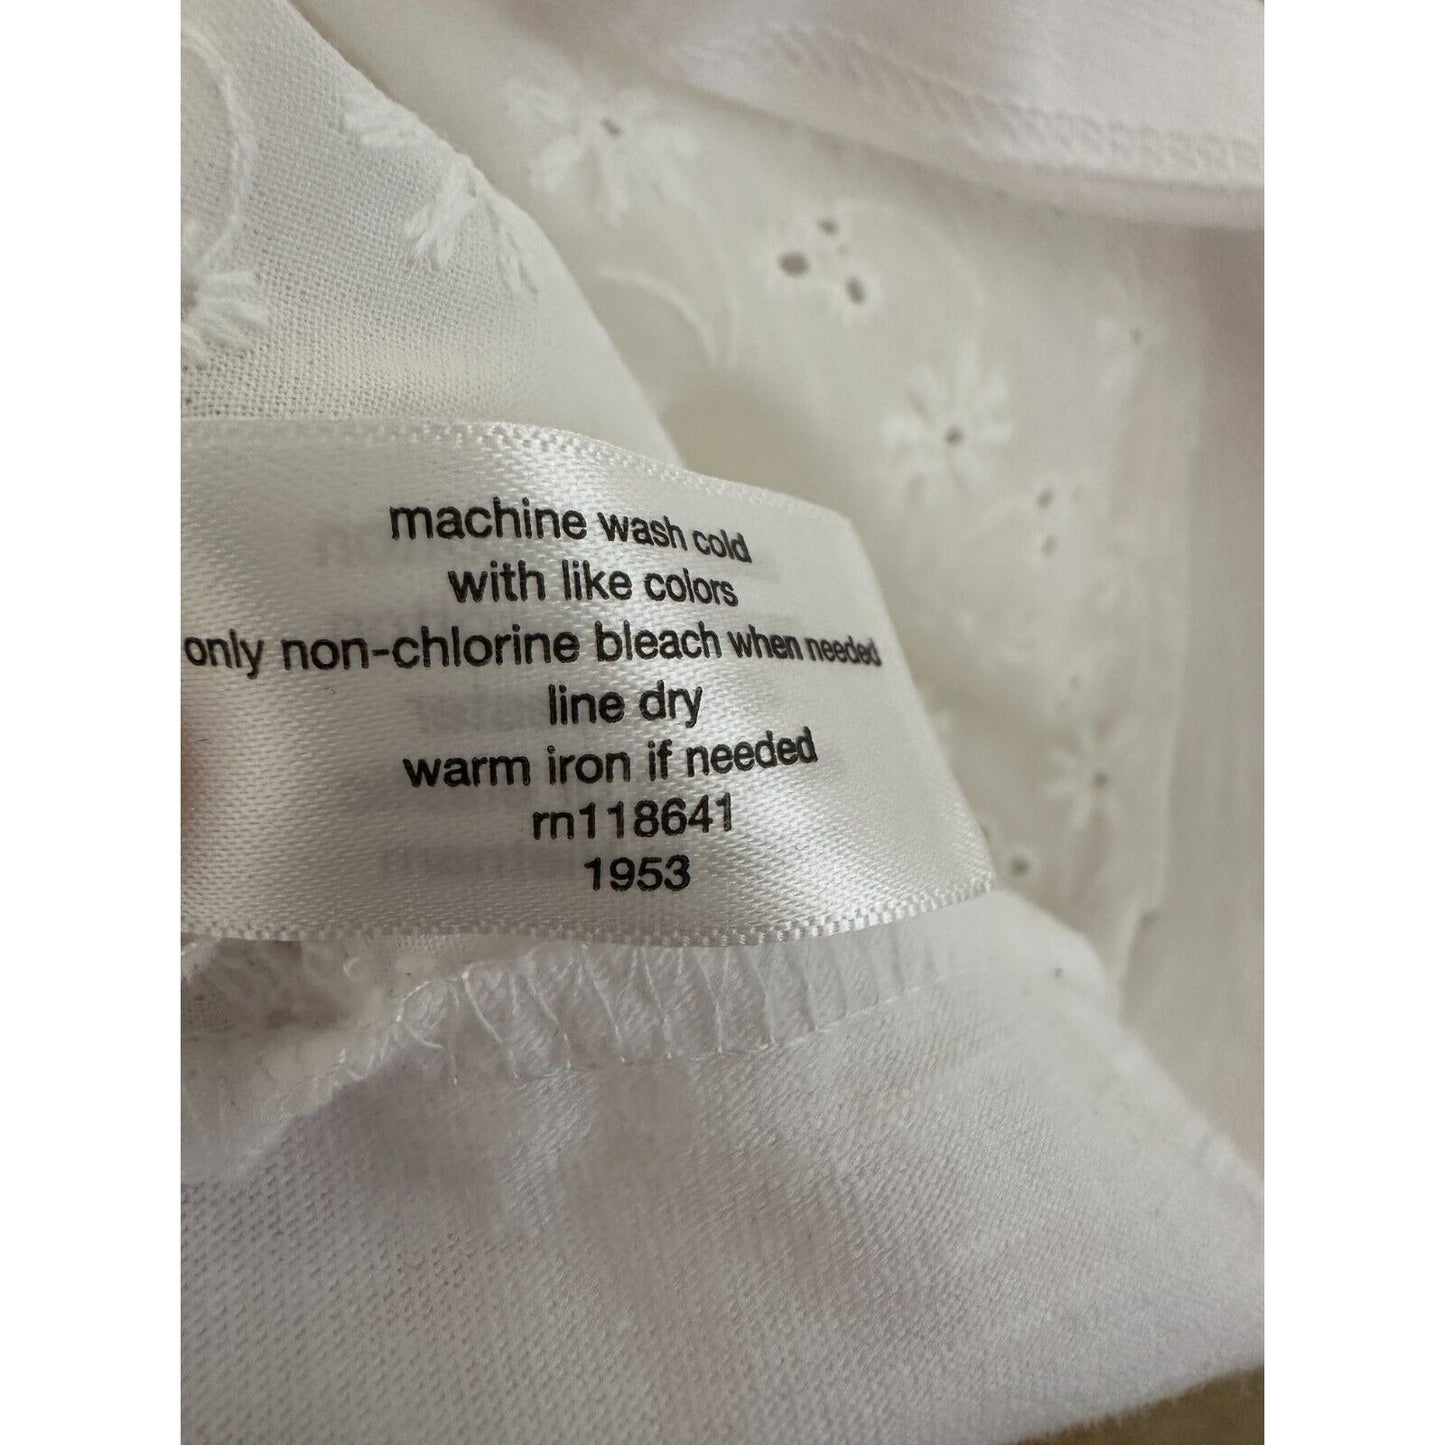 machine wash cold
with like colors
only non-chlorine bleach when needed
line dry
warm iron if needed
rn118641
1953